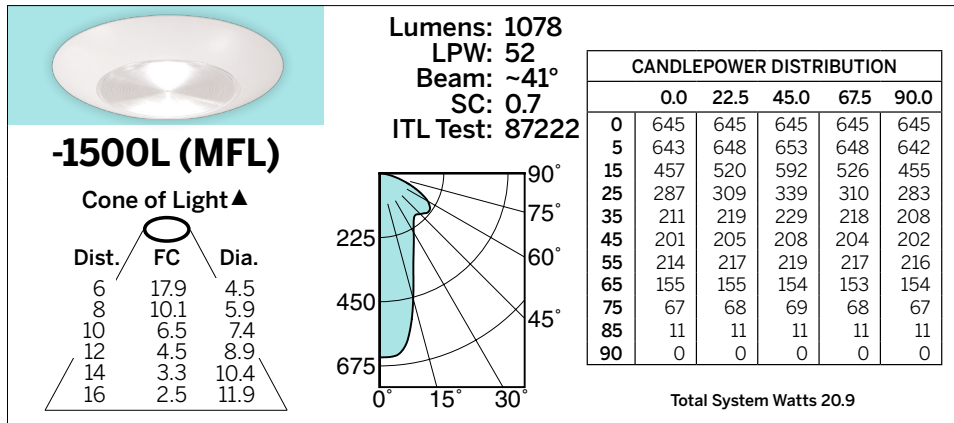 Lumens: 1078
LPW: 52
Beam: ~41°
SC: 0.7
ITL Test: 87222
-1500L (MFL)
Cone of Light▲
Dist. FC Dia.
6 17.9 4.5
8 10.1 5.9
10 6.5 7.4
12 4.5 8.9
14 3.3 10.4
16 2.5 11.9
90°
75°
225
60°
450
45°
675
0° 15° 30°
CANDLEPOWER DISTRIBUTION
0.0 22.5 45.0 67.5 90.0
0 645 645 645 645 645
5 643 648 653 648 642
15 457 520 592 526 455
25 287 309 339 310 283
35 211 219 229 218 208
45 201 205 208 204 202
55 214 217 219 217 216
65 155 155 154 153 154
75 67 68 69 68 67
85 11 11 11 11 11
90 0 0 0 0 0
Total System Watts 20.9